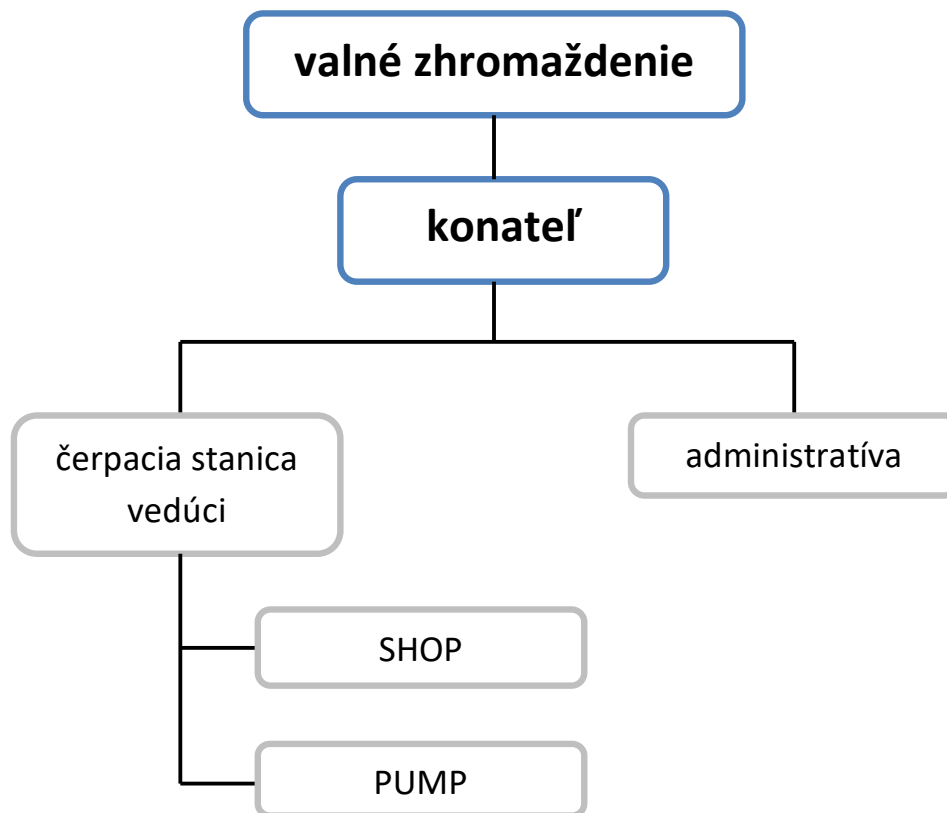 valné zhromaždenie
konateľ
čerpacia stanica
vedúci
administratíva
SHOP
PUMP